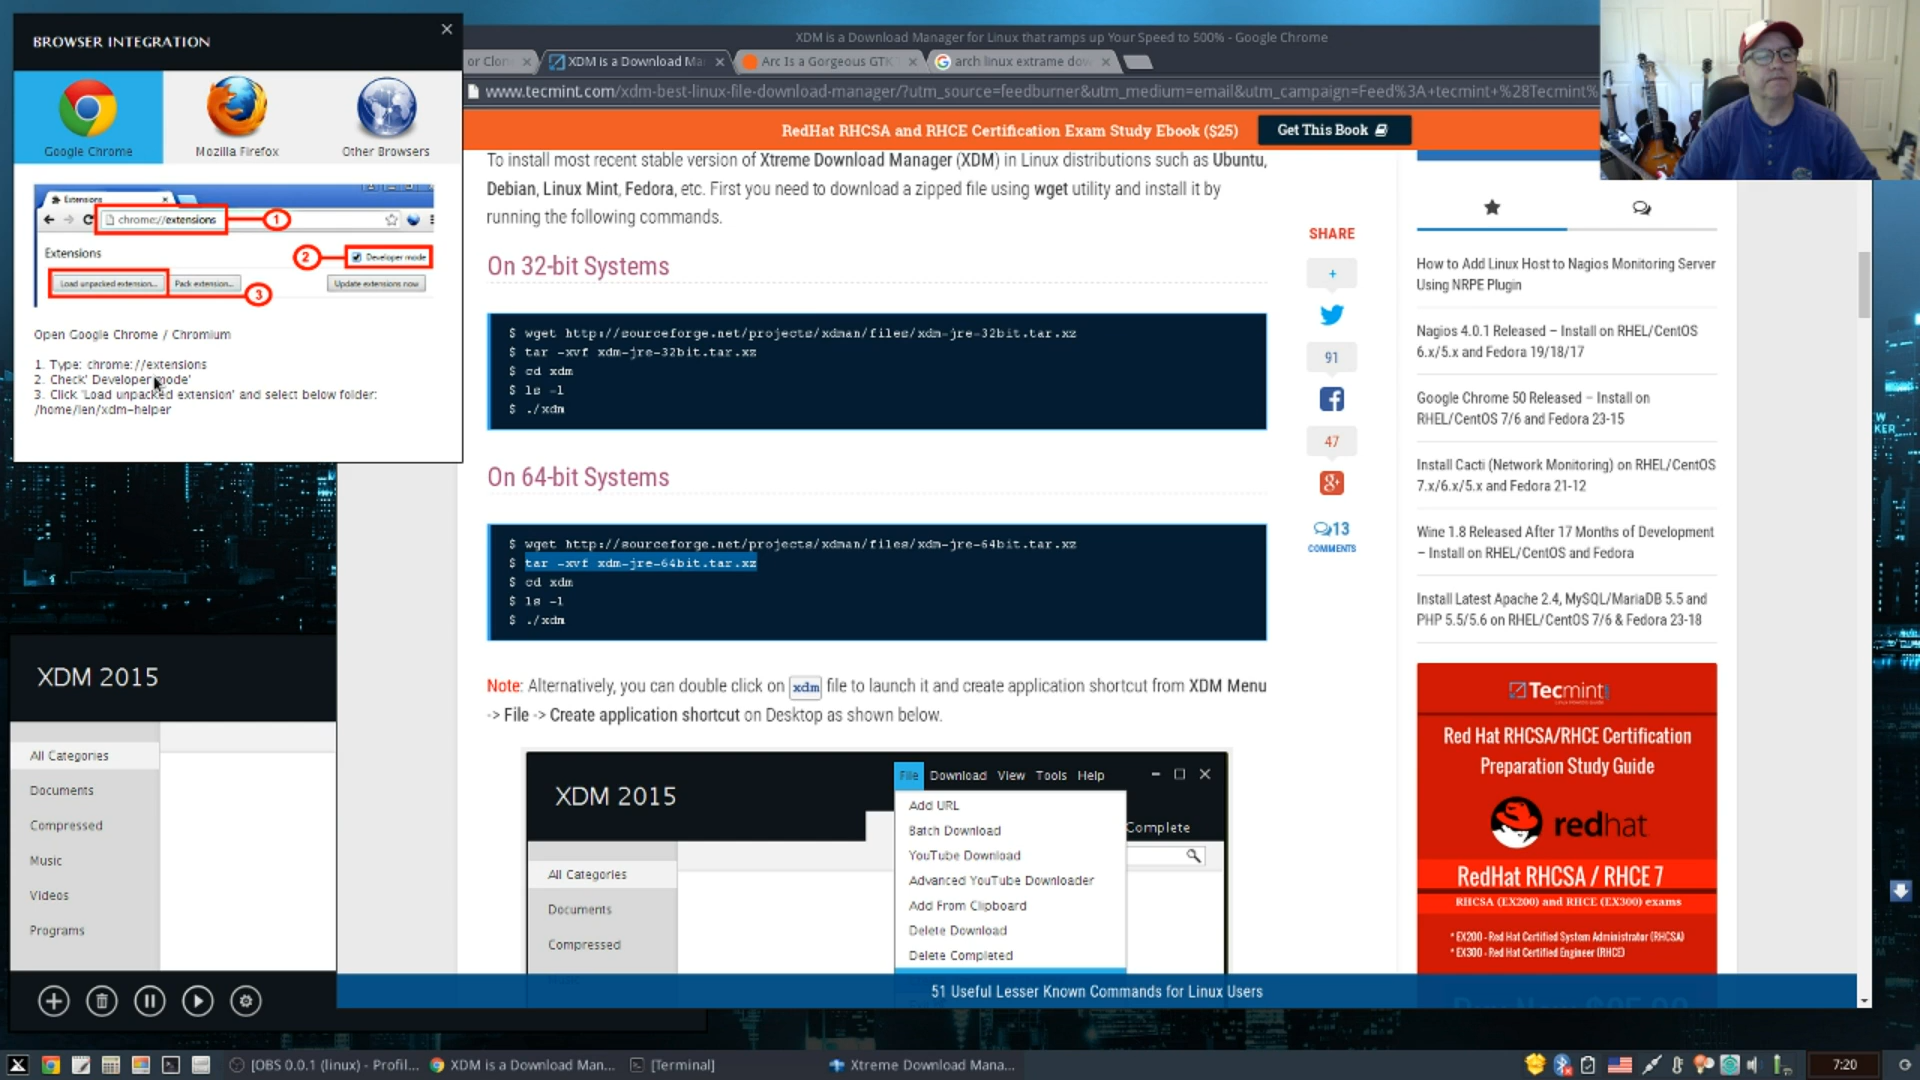 BROWSER INTEGRATION
Google Chrome
Mozilla Firefox
Other Browsers
Extensions
chrome://extensions
1
Extensions
2
Developer mode
Load unpacked extension...
Pack extension...
3
Update extensions now
Open Google Chrome / Chromium
1. Type: chrome://extensions
2. Check' Developer mode'
3. Click 'Load unpacked extension' and select below folder:
/home/len/xdm-helper
XDM is a Download Manager for Linux that ramps up Your Speed to 500% - Google Chrome
or Clon
XDM is a Download Ma
Arc Is a Gorgeous GTK
arch linux extrame dow
www.tecmint.com/xdm-best-linux-file-download-manager/?utm_source=feedburner&utm_medium=email&utm_campaign=Feed%3A+tecmint+%28Tecmint%
RedHat RHCSA and RHCE Certification Exam Study Ebook ($25)
Get This Book
To install most recent stable version of Xtreme Download Manager (XDM) in Linux distributions such as Ubuntu,
Debian, Linux Mint, Fedora, etc. First you need to download a zipped file using wget utility and install it by
running the following commands.
On 32-bit Systems
$ wget http://sourceforge.net/projects/xdman/files/xdm-jre-32bit.tar.xz
$ tar -xvf xdm-jre-32bit.tar.xz
$ cd xdm
$ ls -l
$ ./xdm
On 64-bit Systems
$ wget http://sourceforge.net/projects/xdman/files/xdm-jre-64bit.tar.xz
$ tar -xvf xdm-jre-64bit.tar.xz
$ cd xdm
$ ls -l
$ ./xdm
Note: Alternatively, you can double click on xdm file to launch it and create application shortcut from XDM Menu
-> File -> Create application shortcut on Desktop as shown below.
XDM 2015
File Download View Tools Help
Complete
Add URL
Batch Download
YouTube Download
Advanced YouTube Downloader
Add From Clipboard
Delete Download
Delete Completed
All Categories
Documents
Compressed
SHARE
+
91
47
13
COMMENTS
How to Add Linux Host to Nagios Monitoring Server
Using NRPE Plugin
Nagios 4.0.1 Released – Install on RHEL/CentOS
6.x/5.x and Fedora 19/18/17
Google Chrome 50 Released – Install on
RHEL/CentOS 7/6 and Fedora 23-15
Install Cacti (Network Monitoring) on RHEL/CentOS
7.x/6.x/5.x and Fedora 21-12
Wine 1.8 Released After 17 Months of Development
– Install on RHEL/CentOS and Fedora
Install Latest Apache 2.4, MySQL/MariaDB 5.5 and
PHP 5.5/5.6 on RHEL/CentOS 7/6 & Fedora 23-18
Tecmint
Red Hat RHCSA/RHCE Certification
Preparation Study Guide
redhat
RedHat RHCSA / RHCE 7
RHCSA (EX200) and RHCE (EX300) exams
* EX200 - Red Hat Certified System Administrator (RHCSA)
* EX300 - Red Hat Certified Engineer (RHCE)
51 Useful Lesser Known Commands for Linux Users
XDM 2015
All Categories
Documents
Compressed
Music
Videos
Programs
[OBS 0.0.1 (linux) - Profil...
XDM is a Download Man...
[Terminal]
Xtreme Download Mana...
7:20